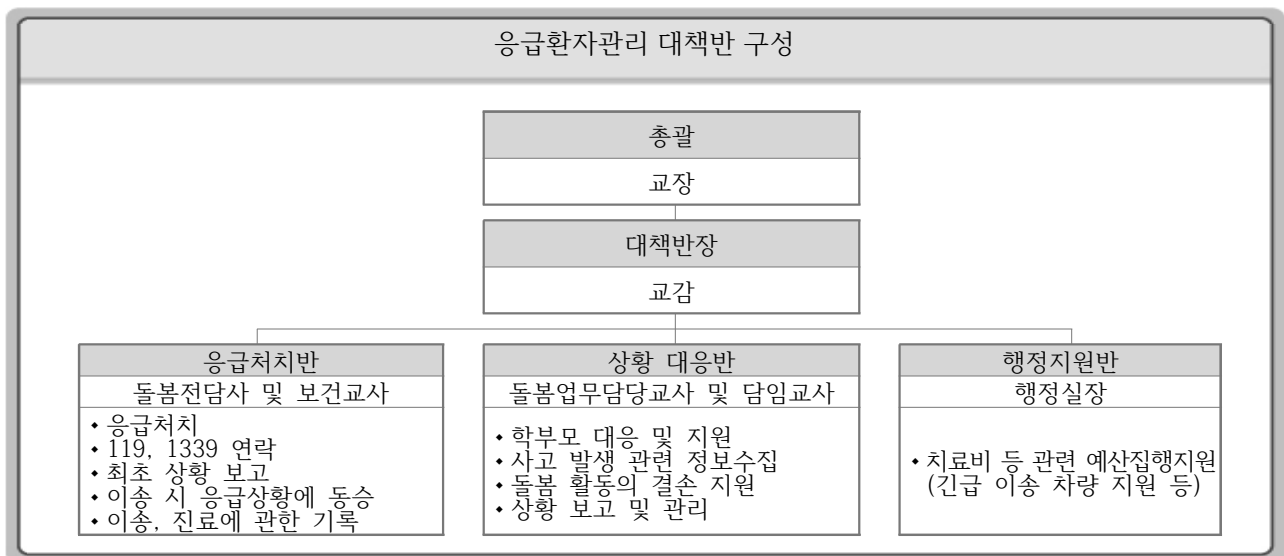 응급환자관리 대책반 구성
총괄
교장
대책반장
교감
응급처치반
돌봄전담사 및 보건교사
• 응급처치
• 119, 1339 연락
• 최초 상황 보고
• 이송 시 응급상황에 동승
• 이송, 진료에 관한 기록
상황 대응반
돌봄업무담당교사 및 담임교사
• 학부모 대응 및 지원
• 사고 발생 관련 정보수집
• 돌봄 활동의 결손 지원
• 상황 보고 및 관리
행정지원반
행정실장
• 치료비 등 관련 예산집행지원
(긴급 이송 차량 지원 등)